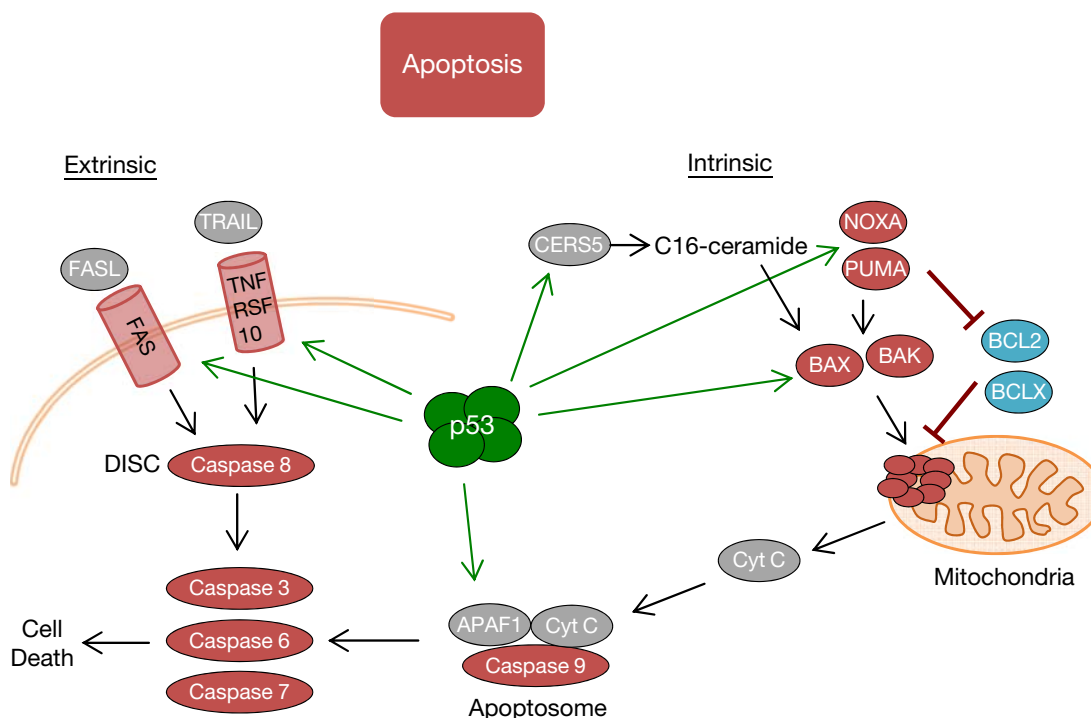 Apoptosis
Extrinsic
Intrinsic
TRAIL
FASL
TNF
RSF
10
FAS
CERS5
C16-ceramide
NOXA
PUMA
BCL2
BCLX
BAX
BAK
p53
DISC
Caspase 8
Cyt C
Mitochondria
Caspase 3
Caspase 6
Caspase 7
Cell
Death
APAF1
Cyt C
Caspase 9
Apoptosome